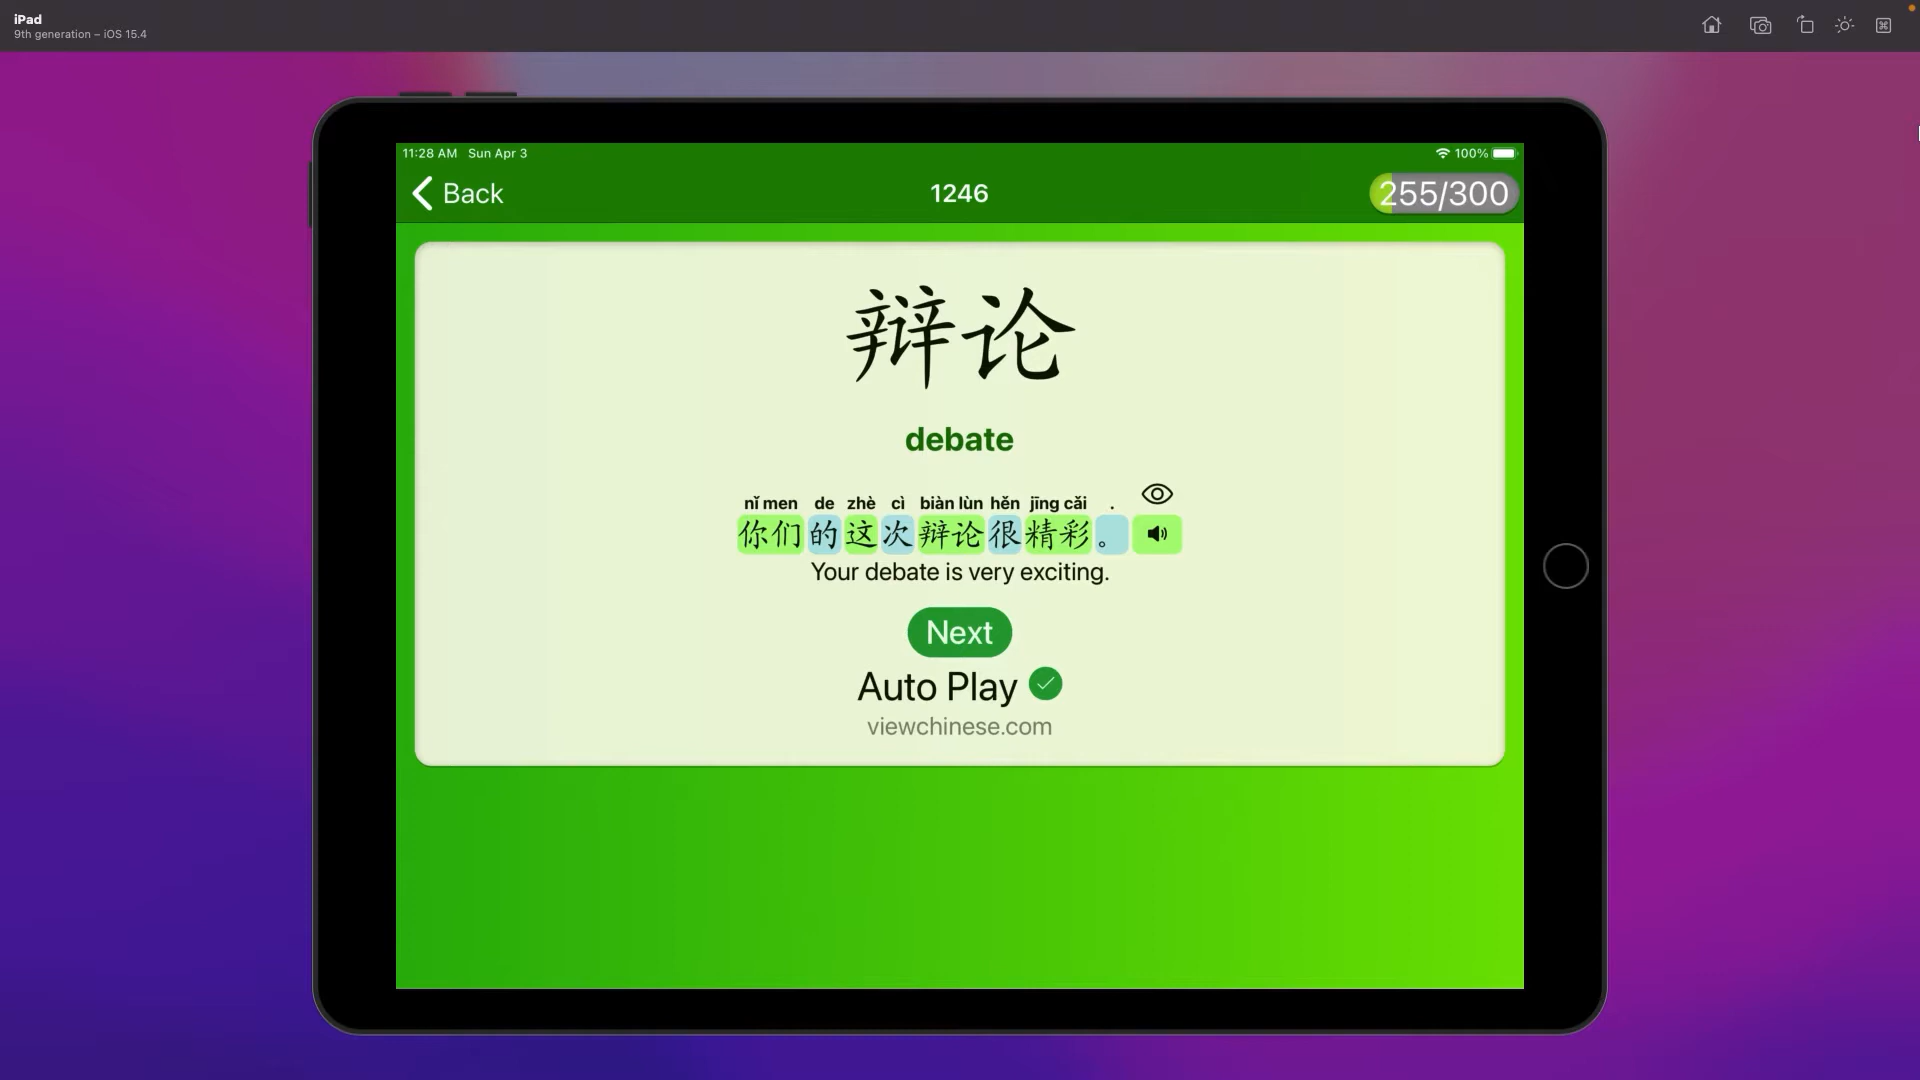 iPad
9th generation – iOS 15.4
11:28 AM Sun Apr 3
100%
Back
1246
255/300
辩论
debate
nǐ men de zhè cì biàn lùn hěn jīng cǎi .
你们的这次辩论很精彩。
Your debate is very exciting.
Next
Auto Play
viewchinese.com